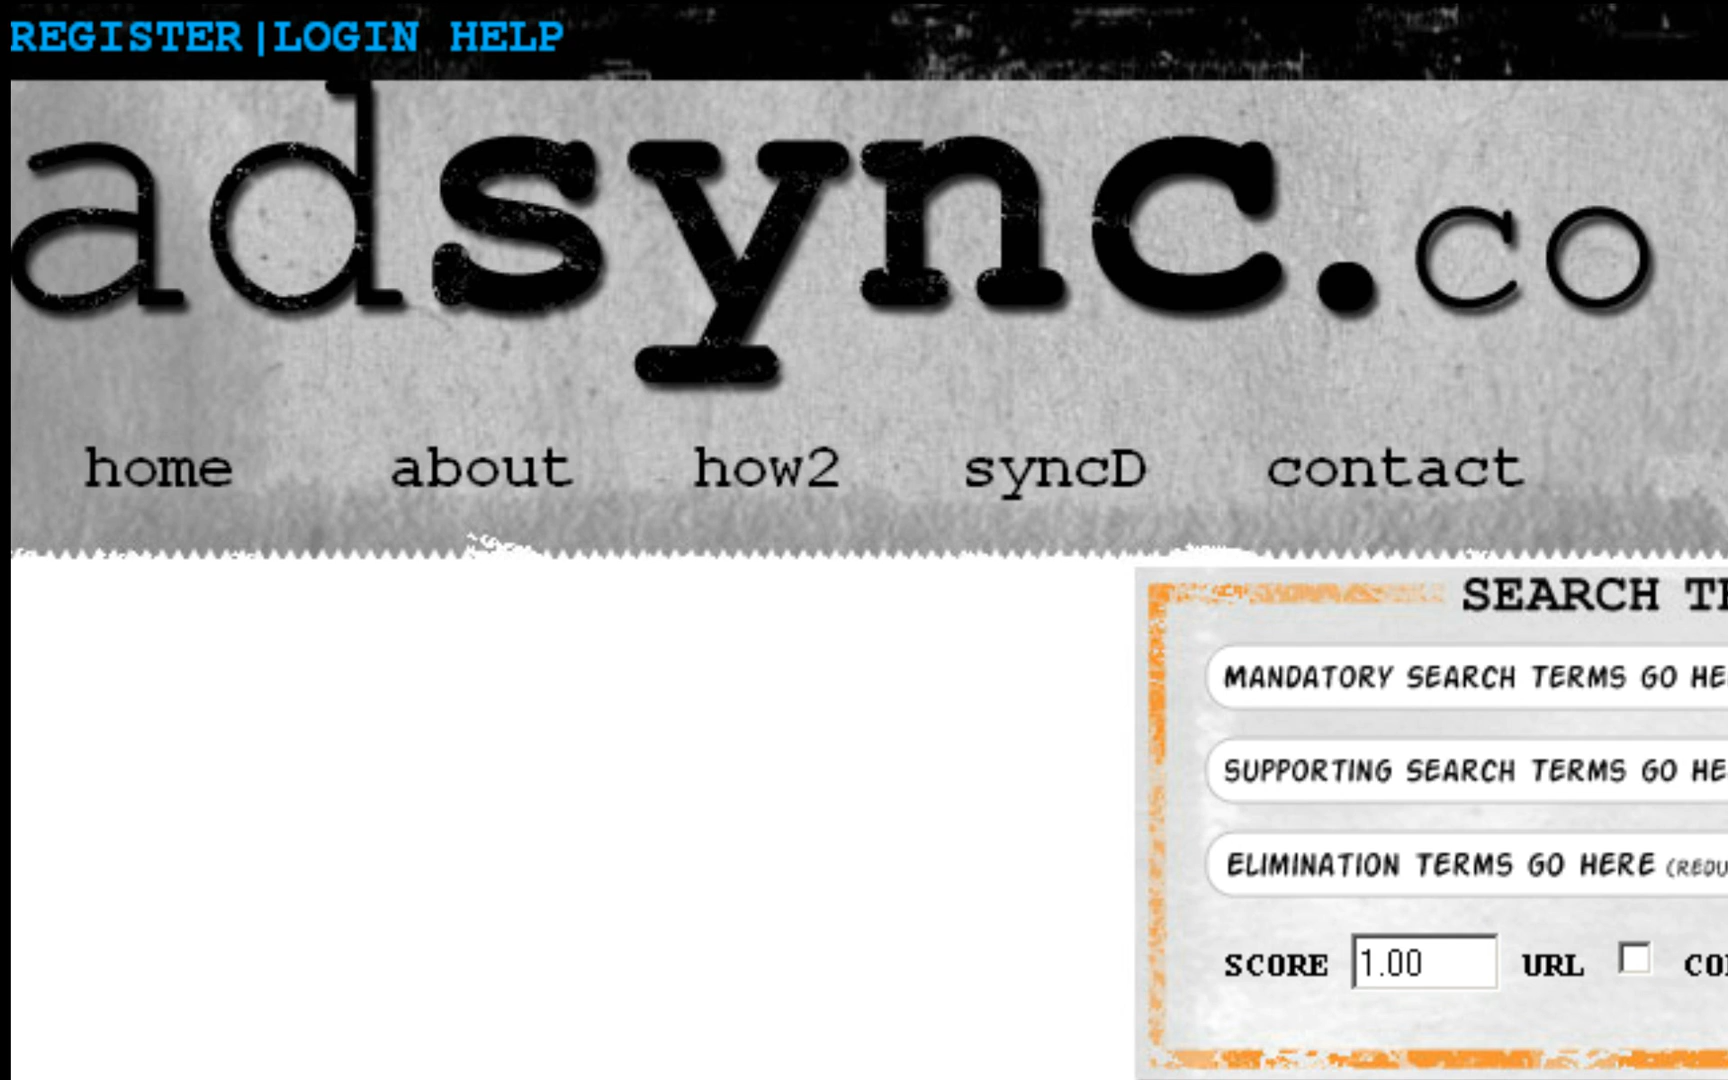 REGISTER|LOGIN HELP
adsync.co
home about how2 syncD contact
SEARCH
MANDATORY SEARCH TERMS GO
SUPPORTING SEARCH TERMS GO
ELIMINATION TERMS GO HERE
SCORE 1.00 URL